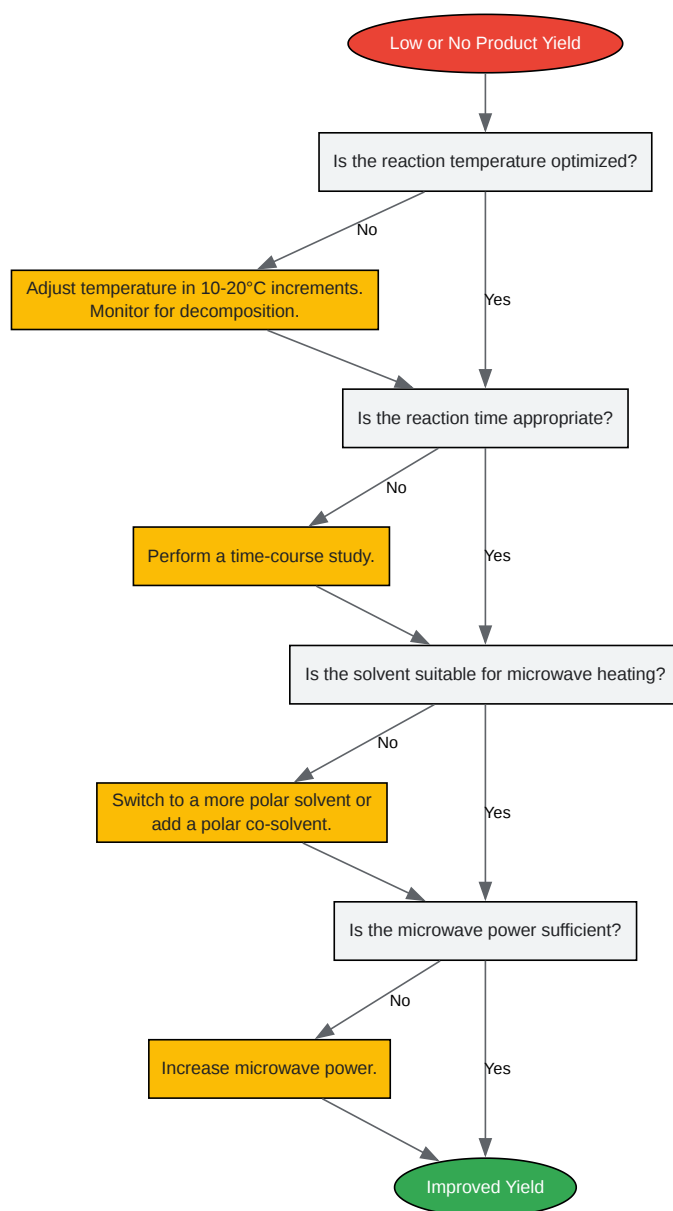 Low or No Product Yield
Is the reaction temperature optimized?
No
Adjust temperature in 10-20°C increments.
Monitor for decomposition.
Yes
Is the reaction time appropriate?
No
Perform a time-course study.
Yes
Is the solvent suitable for microwave heating?
No
Switch to a more polar solvent or
add a polar co-solvent.
Yes
Is the microwave power sufficient?
No
Increase microwave power.
Yes
Improved Yield